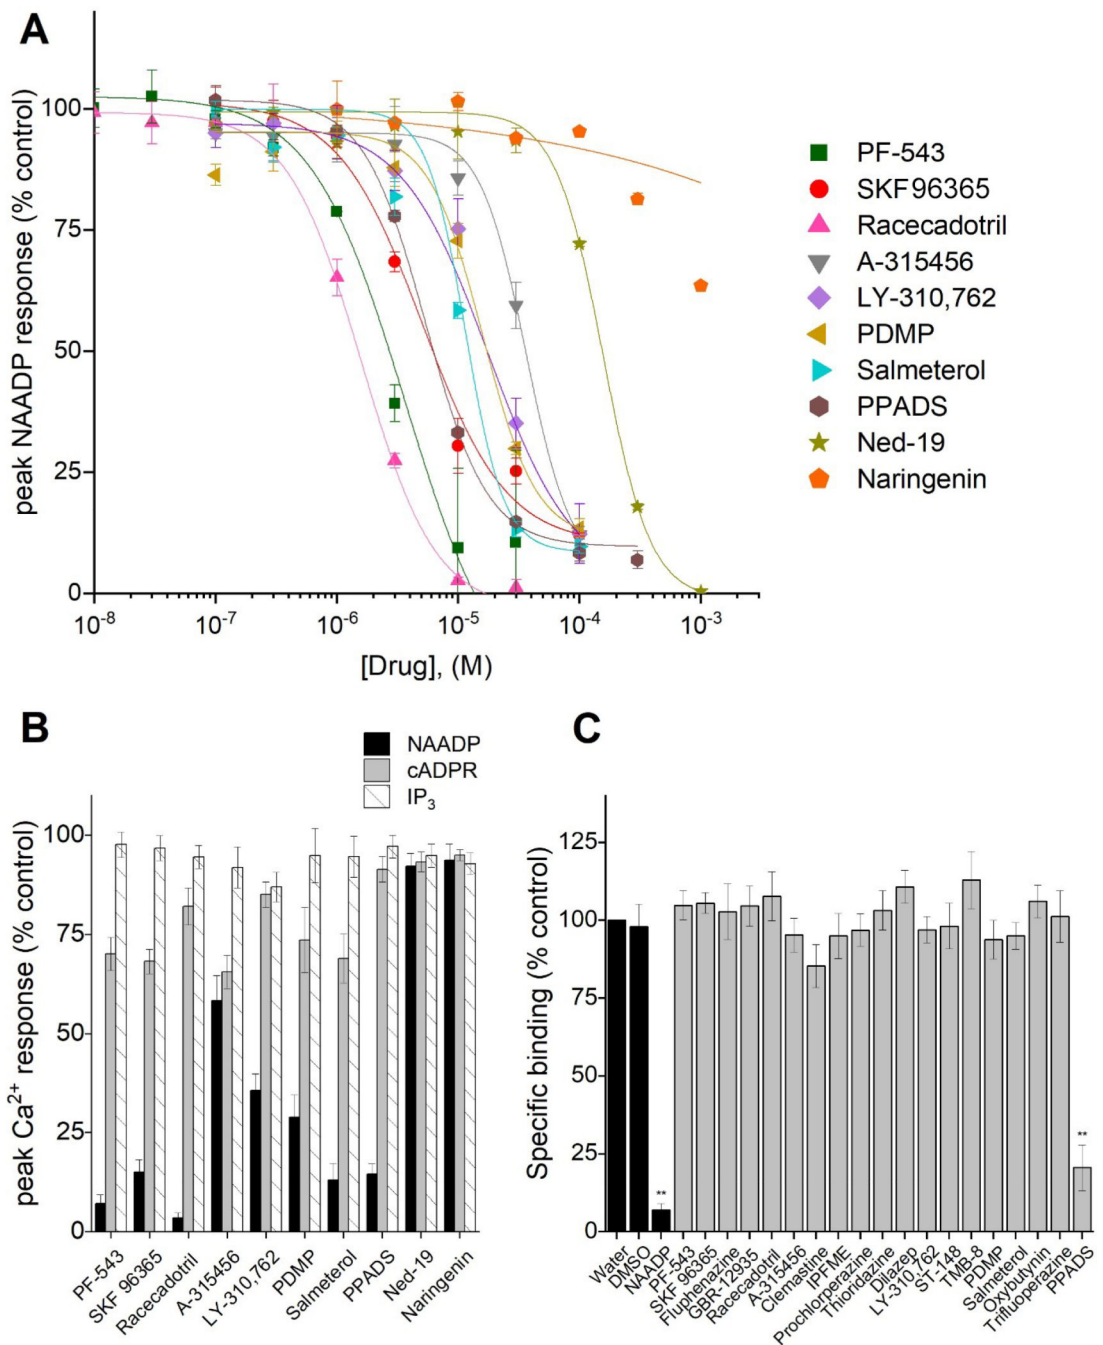 A
peak NAADP response (% control)
100
75
50
25
0
10⁻⁸ 10⁻⁷ 10⁻⁶ 10⁻⁵ 10⁻⁴ 10⁻³
[Drug], (M)
PF-543
SKF96365
Racecadotril
A-315456
LY-310,762
PDMP
Salmeterol
PPADS
Ned-19
Naringenin
B
NAADP
cADPR
IP₃
peak Ca²⁺ response (% control)
100
75
50
25
0
PF-543
SKF 96365
Racecadotril
A-315456
LY-310,762
PDMP
Salmeterol
PPADS
Ned-19
Naringenin
C
Specific binding (% control)
125
100
75
50
25
0
**
**
Water
DMSO
NAADP
PF-543
SKF 96365
Fluphenazine
GBR-12935
Racecadotril
A-315456
Clemastine
IPFME
Prochlorperazine
Thioridazine
Dilazep
LY-310,762
ST-148
TMB-8
PDMP
Salmeterol
Oxybutynin
Trifluoperazine
PPADS